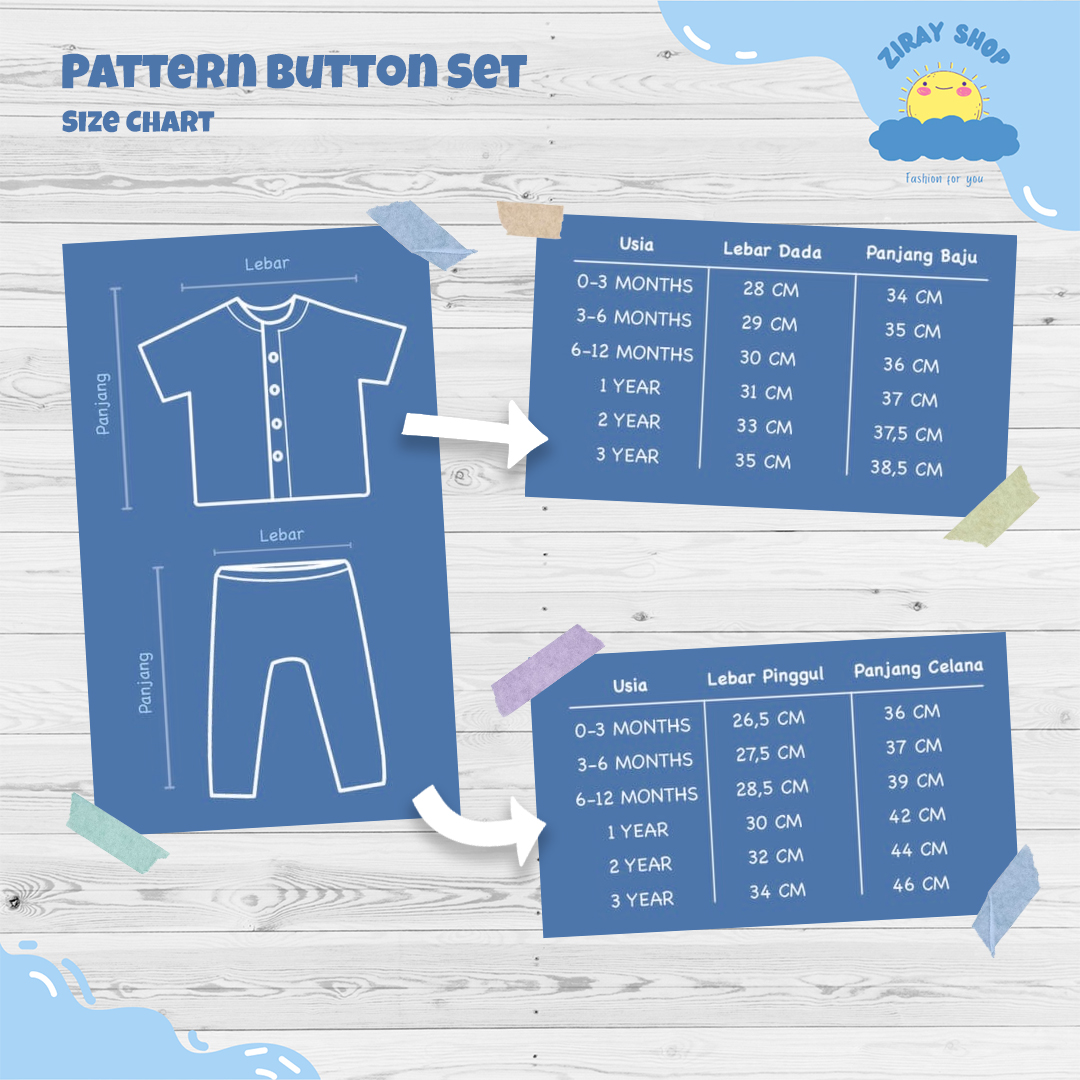 Pattern Button Set
Size Chart
ZIRAY SHOP
Fashion for you
Lebar
Panjang
Lebar
Panjang
Usia Lebar Dada Panjang Baju
0-3 MONTHS 28 CM 34 CM
3-6 MONTHS 29 CM 35 CM
6-12 MONTHS 30 CM 36 CM
1 YEAR 31 CM 37 CM
2 YEAR 33 CM 37,5 CM
3 YEAR 35 CM 38,5 CM
Usia Lebar Pinggul Panjang Celana
0-3 MONTHS 26,5 CM 36 CM
3-6 MONTHS 27,5 CM 37 CM
6-12 MONTHS 28,5 CM 39 CM
1 YEAR 30 CM 42 CM
2 YEAR 32 CM 44 CM
3 YEAR 34 CM 46 CM